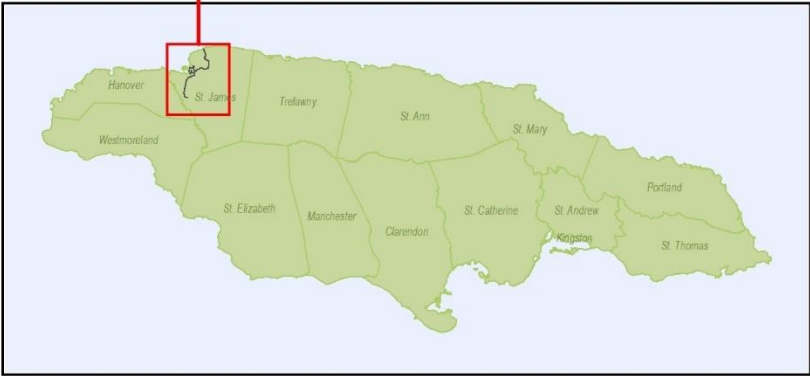 Hanover
St. James
Trelawny
St. Ann
St. Mary
Westmoreland
Portland
St. Elizabeth
Manchester
Clarendon
St. Catherine
St. Andrew
Kingston
St. Thomas